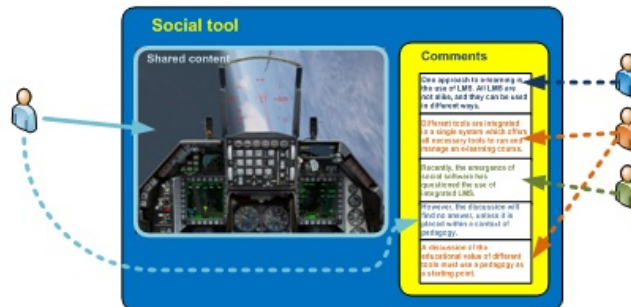 Social tool
Shared content
Comments
One approach to e-learning is
the use of LMS. All LMS are
not alike, and they can be used
in different ways.
Different tools are integrated
in a single system which offers
all necessary tools to run and
manage an e-learning course.
Recently, the emergence of
social software has
questioned the use of
integrated LMS.
However, the discussion will
find no answer, unless it is
placed within a context of
pedagogy.
A discussion of the
educational value of different
tools must use a pedagogy as
a starting point.